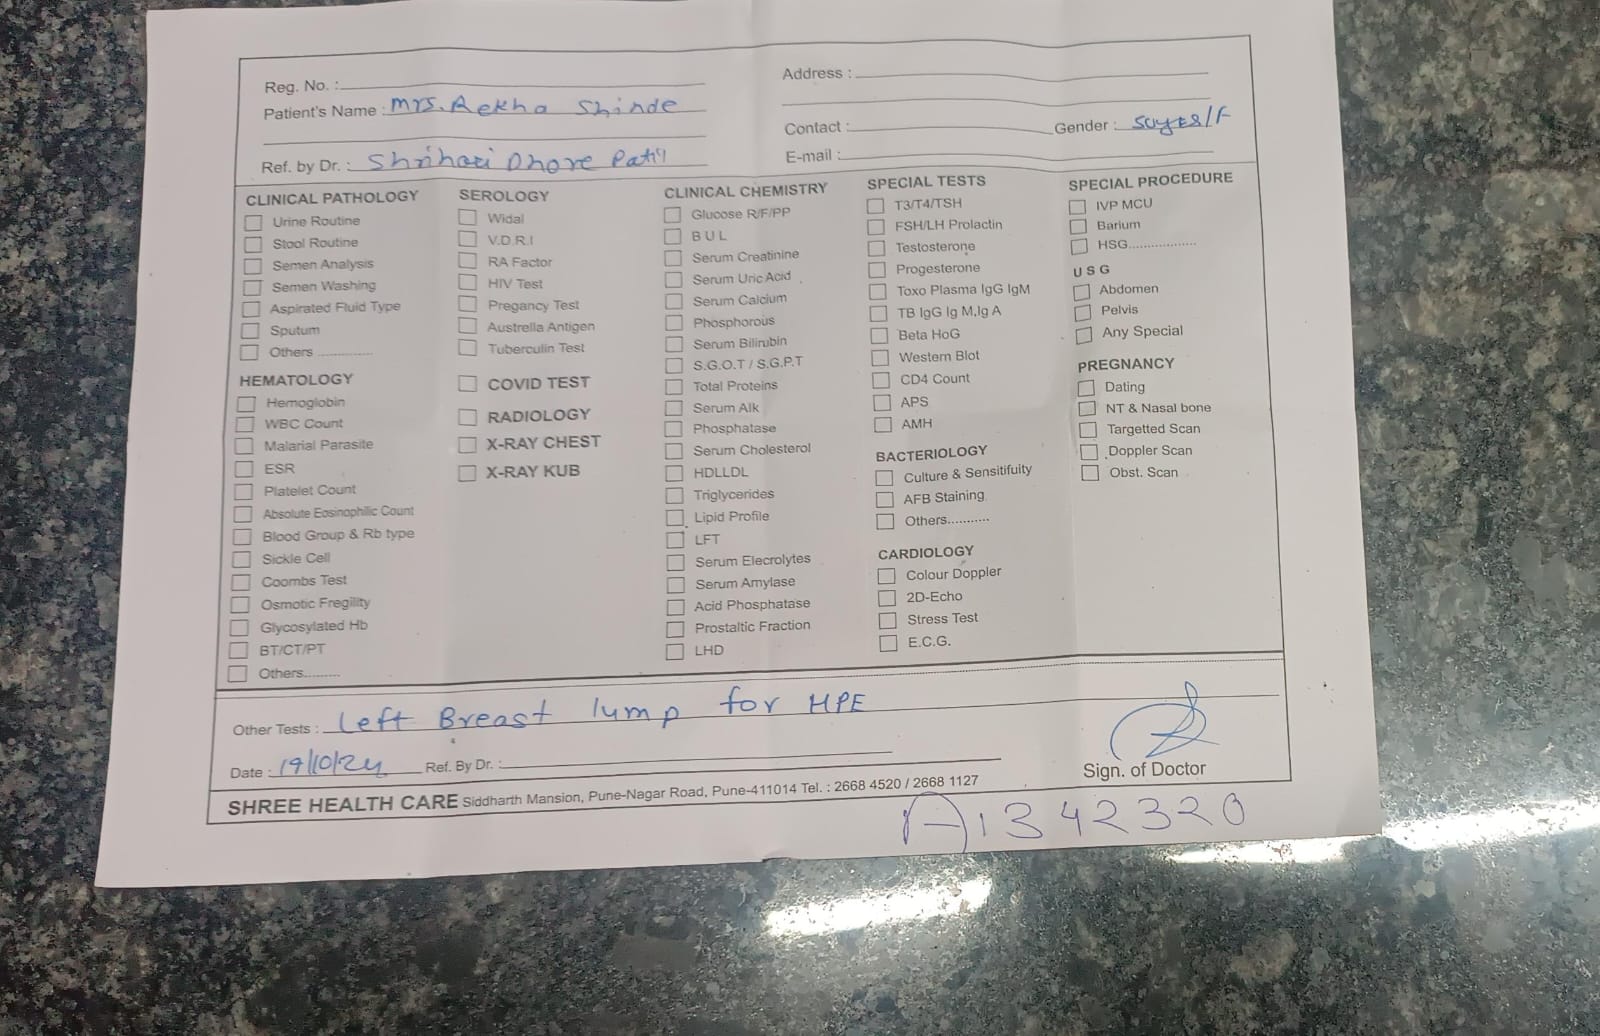 Reg. No. :
Address :
Patient's Name : Mrs. Rekha Shinde
Contact :
Gender : 50yrs/F
Ref. by Dr. : Shrihari Dhore Patil
E-mail :
CLINICAL PATHOLOGY
Urine Routine
Stool Routine
Semen Analysis
Semen Washing
Aspirated Fluid Type
Sputum
Others ..............
HEMATOLOGY
Hemoglobin
WBC Count
Malarial Parasite
ESR
Platelet Count
Absolute Eosinophilic Count
Blood Group & Rb type
Sickle Cell
Coombs Test
Osmotic Fregility
Glycosylated Hb
BT/CT/PT
Others.........
SEROLOGY
Widal
V.D.R.I
RA Factor
HIV Test
Pregancy Test
Austrella Antigen
Tuberculin Test
COVID TEST
RADIOLOGY
X-RAY CHEST
X-RAY KUB
CLINICAL CHEMISTRY
Glucose R/F/PP
B U L
Serum Creatinine
Serum Uric Acid
Serum Calcium
Phosphorous
Serum Bilirubin
S.G.O.T / S.G.P.T
Total Proteins
Serum Alk
Phosphatase
Serum Cholesterol
HDLLDL
Triglycerides
Lipid Profile
LFT
Serum Elecrolytes
Serum Amylase
Acid Phosphatase
Prostaltic Fraction
LHD
SPECIAL TESTS
T3/T4/TSH
FSH/LH Prolactin
Testosterone
Progesterone
Toxo Plasma IgG IgM
TB IgG Ig M,Ig A
Beta HoG
Western Blot
CD4 Count
APS
AMH
BACTERIOLOGY
Culture & Sensitifuity
AFB Staining
Others...........
CARDIOLOGY
Colour Doppler
2D-Echo
Stress Test
E.C.G.
SPECIAL PROCEDURE
IVP MCU
Barium
HSG.................
U S G
Abdomen
Pelvis
Any Special
PREGNANCY
Dating
NT & Nasal bone
Targetted Scan
Doppler Scan
Obst. Scan
Other Tests : Left Breast lump for HPE
Date : 19/10/24 Ref. By Dr. :
Sign. of Doctor
SHREE HEALTH CARE Siddharth Mansion, Pune-Nagar Road, Pune-411014 Tel. : 2668 4520 / 2668 1127
A1342320